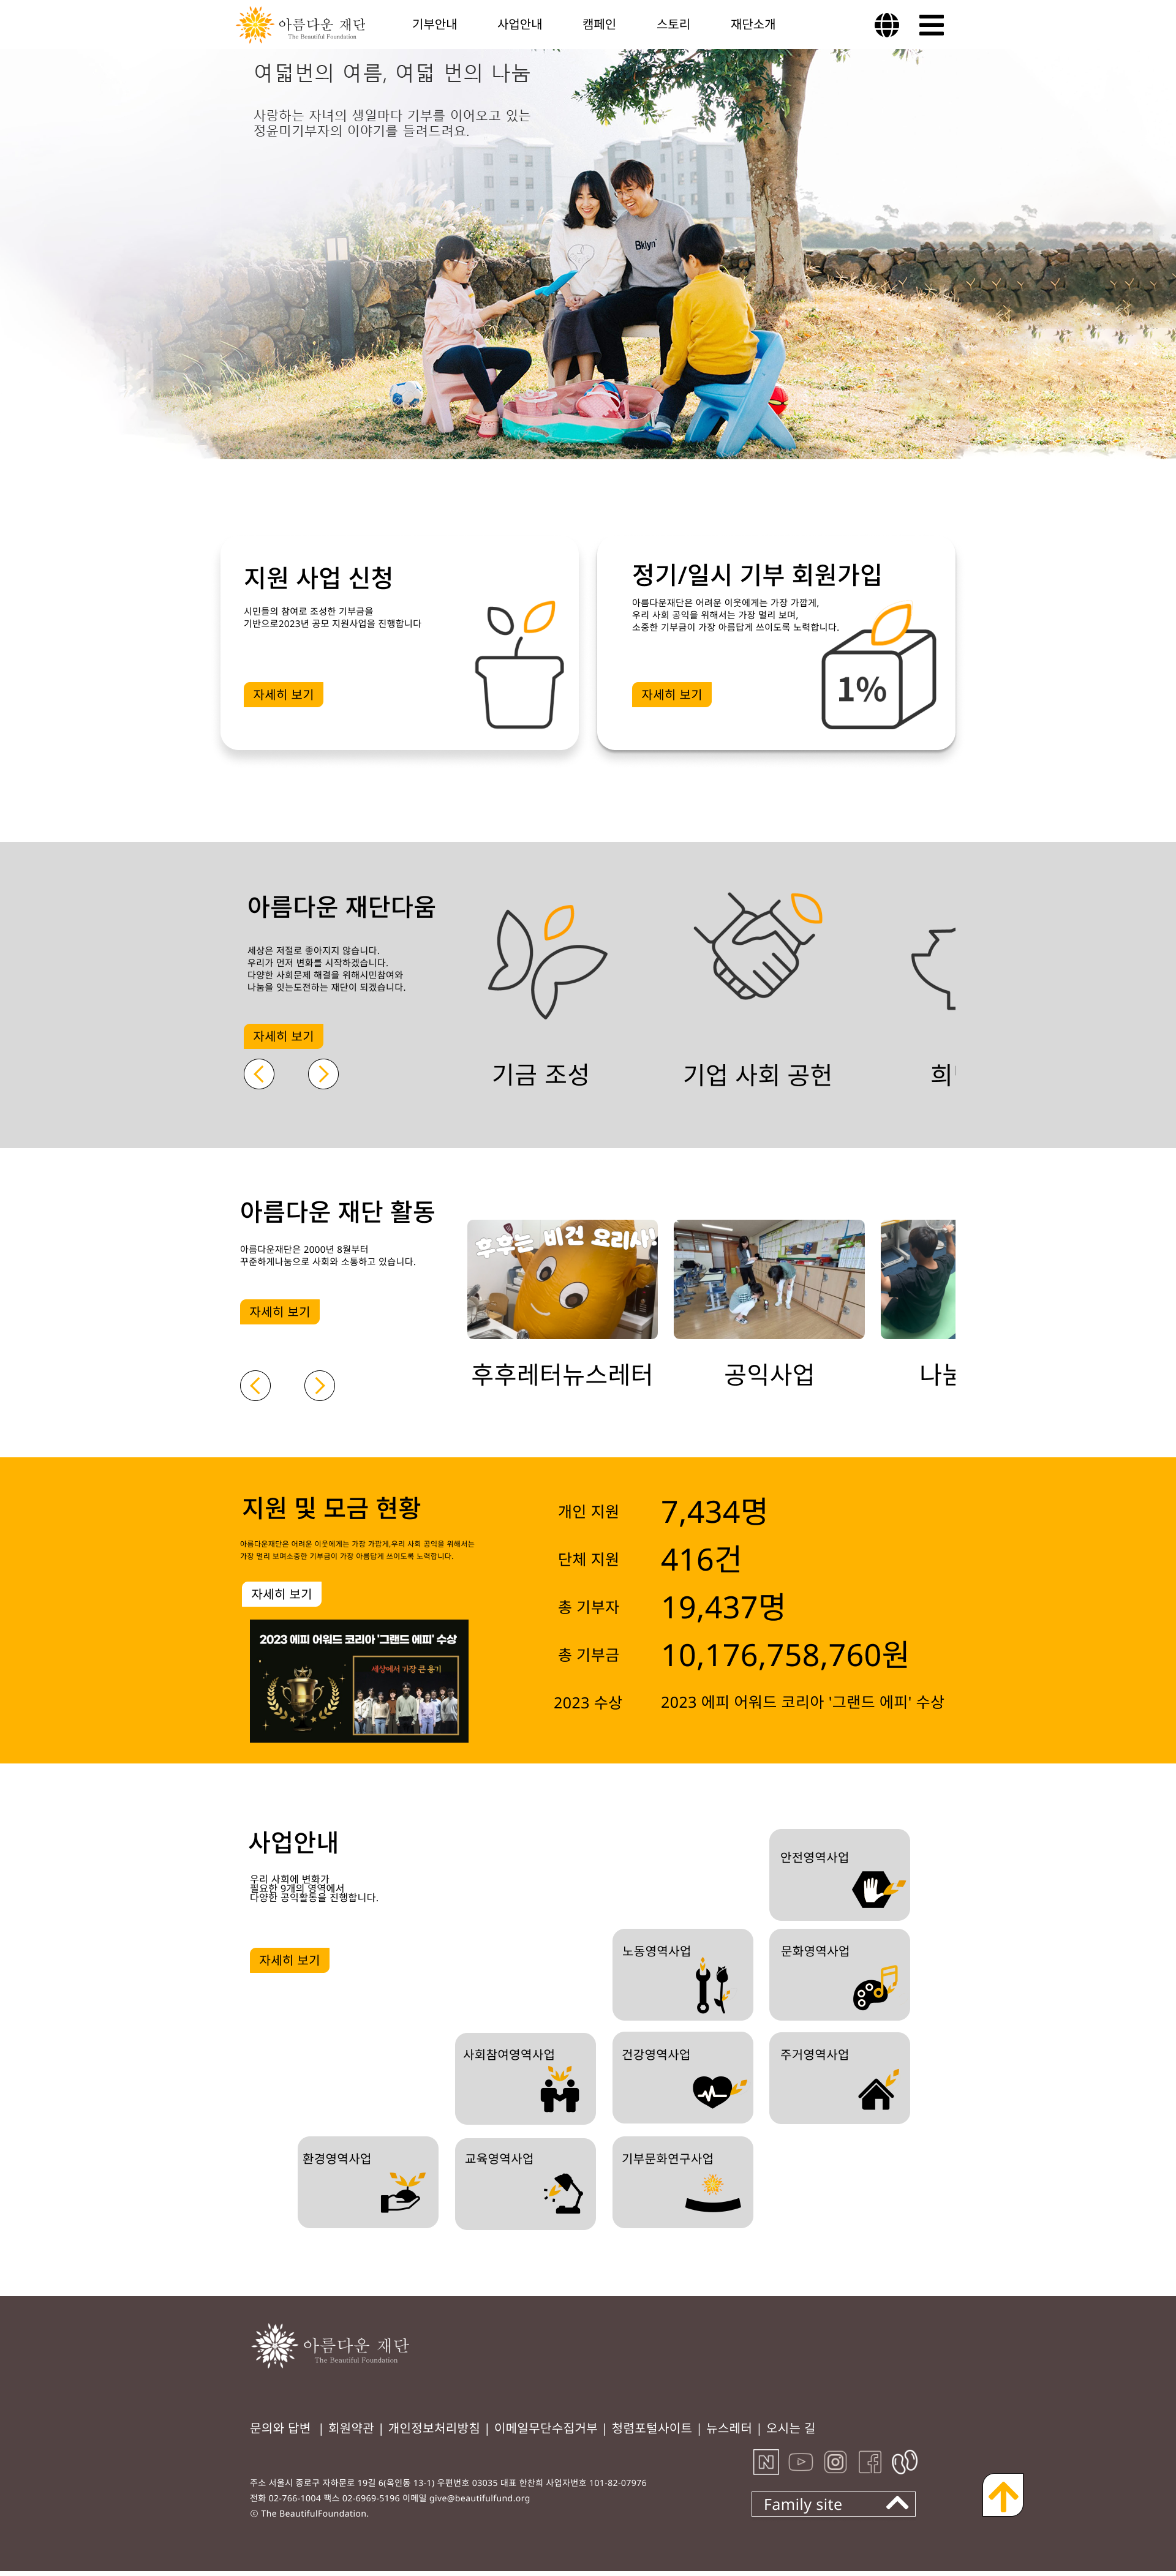 아름다운 재단
The Beautiful Foundation
기부안내 사업안내 캠페인 스토리 재단소개
여덟번의 여름, 여덟 번의 나눔
사랑하는 자녀의 생일마다 기부를 이어오고 있는
정윤미기부자의 이야기를 들려드려요.
Bklyn
지원 사업 신청
시민들의 참여로 조성한 기부금을
기반으로2023년 공모 지원사업을 진행합니다
자세히 보기
정기/일시 기부 회원가입
아름다운재단은 어려운 이웃에게는 가장 가깝게,
우리 사회 공익을 위해서는 가장 멀리 보며,
소중한 기부금이 가장 아름답게 쓰이도록 노력합니다.
자세히 보기
1%
아름다운 재단다움
세상은 저절로 좋아지지 않습니다.
우리가 먼저 변화를 시작하겠습니다.
다양한 사회문제 해결을 위해시민참여와
나눔을 잇는도전하는 재단이 되겠습니다.
자세히 보기
기금 조성
기업 사회 공헌
아름다운 재단 활동
아름다운재단은 2000년 8월부터
꾸준하게나눔으로 사회와 소통하고 있습니다.
자세히 보기
후후는 비건 요리사!
후후레터뉴스레터
공익사업
지원 및 모금 현황
아름다운재단은 어려운 이웃에게는 가장 가깝게,우리 사회 공익을 위해서는
가장 멀리 보며소중한 기부금이 가장 아름답게 쓰이도록 노력합니다.
자세히 보기
2023 에피 어워드 코리아 '그랜드 에피' 수상
세상에서 가장 큰 용기
개인 지원 7,434명
단체 지원 416건
총 기부자 19,437명
총 기부금 10,176,758,760원
2023 수상 2023 에피 어워드 코리아 '그랜드 에피' 수상
사업안내
우리 사회에 변화가
필요한 9개의 영역에서
다양한 공익활동을 진행합니다.
자세히 보기
안전영역사업
노동영역사업
문화영역사업
사회참여영역사업
건강영역사업
주거영역사업
환경영역사업
교육영역사업
기부문화연구사업
아름다운 재단
The Beautiful Foundation
문의와 답변 | 회원약관 | 개인정보처리방침 | 이메일무단수집거부 | 청렴포털사이트 | 뉴스레터 | 오시는 길
N
주소 서울시 종로구 자하문로 19길 6(옥인동 13-1) 우편번호 03035 대표 한찬희 사업자번호 101-82-07976
전화 02-766-1004 팩스 02-6969-5196 이메일 give@beautifulfund.org
ⓒ The BeautifulFoundation.
Family site